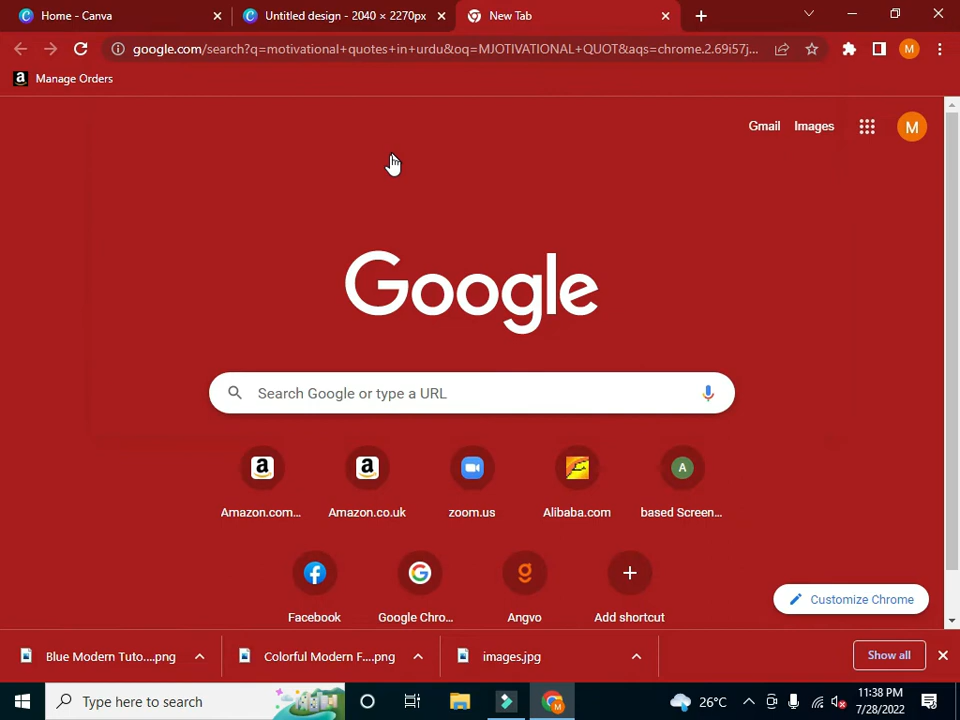 Home - Canva
Untitled design - 2040 × 2270px
New Tab
google.com/search?q=motivational+quotes+in+urdu&oq=MJOTIVATIONAL+QUOT&aqs=chrome.2.69i57j...
M
Manage Orders
Gmail
Images
M
Google
Search Google or type a URL
Amazon.com...
Amazon.co.uk
zoom.us
Alibaba.com
A
based Screen...
Facebook
Google Chro...
Angvo
Add shortcut
Customize Chrome
Blue Modern Tuto....png
Colorful Modern F....png
images.jpg
Show all
Type here to search
M
26°C
11:38 PM
7/28/2022